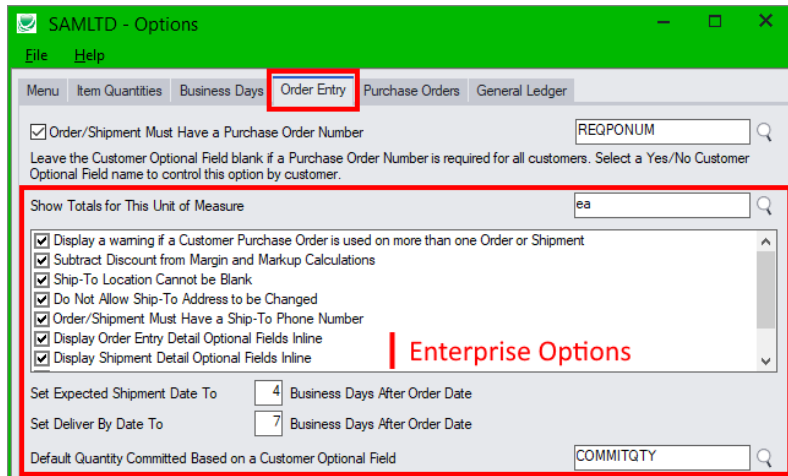 SAMLTD - Options
File Help
Menu Item Quantities Business Days Order Entry Purchase Orders General Ledger
Order/Shipment Must Have a Purchase Order Number REQPONUM
Leave the Customer Optional Field blank if a Purchase Order Number is required for all customers. Select a Yes/No Customer
Optional Field name to control this option by customer.
Show Totals for This Unit of Measure ea
Display a warning if a Customer Purchase Order is used on more than one Order or Shipment
Subtract Discount from Margin and Markup Calculations
Ship-To Location Cannot be Blank
Do Not Allow Ship-To Address to be Changed
Order/Shipment Must Have a Ship-To Phone Number
Display Order Entry Detail Optional Fields Inline
Display Shipment Detail Optional Fields Inline
Enterprise Options
Set Expected Shipment Date To 4 Business Days After Order Date
Set Deliver By Date To 7 Business Days After Order Date
Default Quantity Committed Based on a Customer Optional Field COMMITQTY